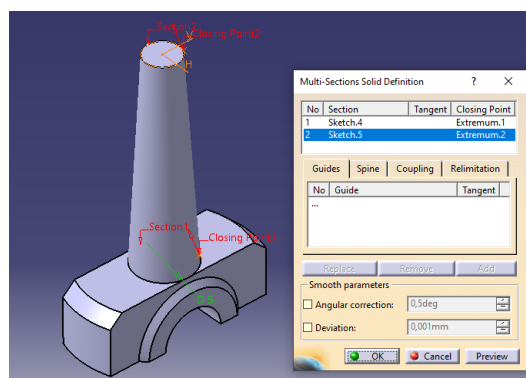 Section2
Closing Point2
V
H
Section1
Closing Point1
Multi-Sections Solid Definition ? ×
No Section Tangent Closing Point
1 Sketch.4 Extremum.1
2 Sketch.5 Extremum.2
Guides Spine Coupling Relimitation
No Guide Tangent
...
Replace Remove Add
Smooth parameters
Angular correction: 0,5deg
Deviation: 0,001mm
OK Cancel Preview